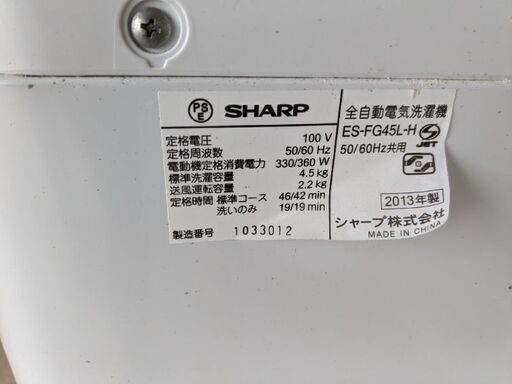 PS
E
SHARP
定格電圧 100 V
定格周波数 50/60 Hz
電動機定格消費電力 330/360 W
標準洗濯容量 4.5 kg
送風運転容量 2.2 kg
定格時間 標準コース 46/42 min
洗いのみ 19/19 min
製造番号 1033012
全自動電気洗濯機
ES-FG45L-H
S JET
50/60Hz共用
2013年製
シャープ株式会社
MADE IN CHINA